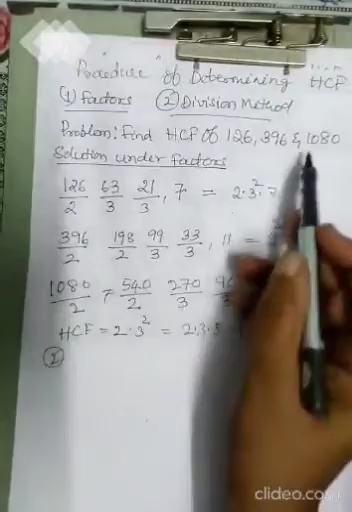 Procedure of Determining HCF
(1) Factors (2) Division Method
Problem: Find HCF Of 126, 396 & 1080
Solution under factors
126/2 63/3 21/3, 7 = 2·3²·7
396/2 198/2 99/3 33/3, 11 =
1080/2 = 540/2 270/3
HCF = 2·3² = 2·3·3
(2)
clideo.com